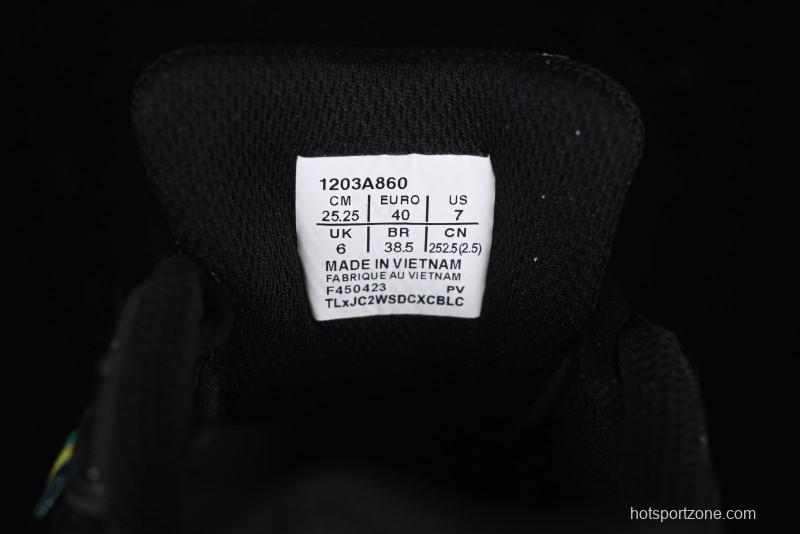 1203A860
CM EURO US
25.25 40 7
UK BR CN
6 38.5 252.5(2.5)
MADE IN VIETNAM
FABRIQUE AU VIETNAM
F450423 PV
TLxJC2WSDCXCBLC
hotsportzone.com